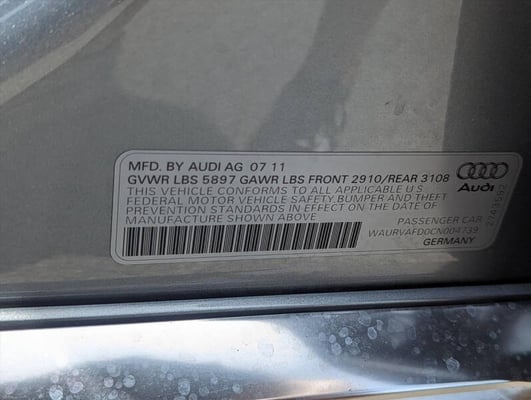 MFD. BY AUDI AG 07 11
GVWR LBS 5897 GAWR LBS FRONT 2910/REAR 3108
THIS VEHICLE CONFORMS TO ALL APPLICABLE U.S.
FEDERAL MOTOR VEHICLE SAFETY,BUMPER AND THEFT
PREVENTION STANDARDS IN EFFECT ON THE DATE OF
MANUFACTURE SHOWN ABOVE
PASSENGER CAR
WAURVAFD0CN004739
GERMANY
Audi